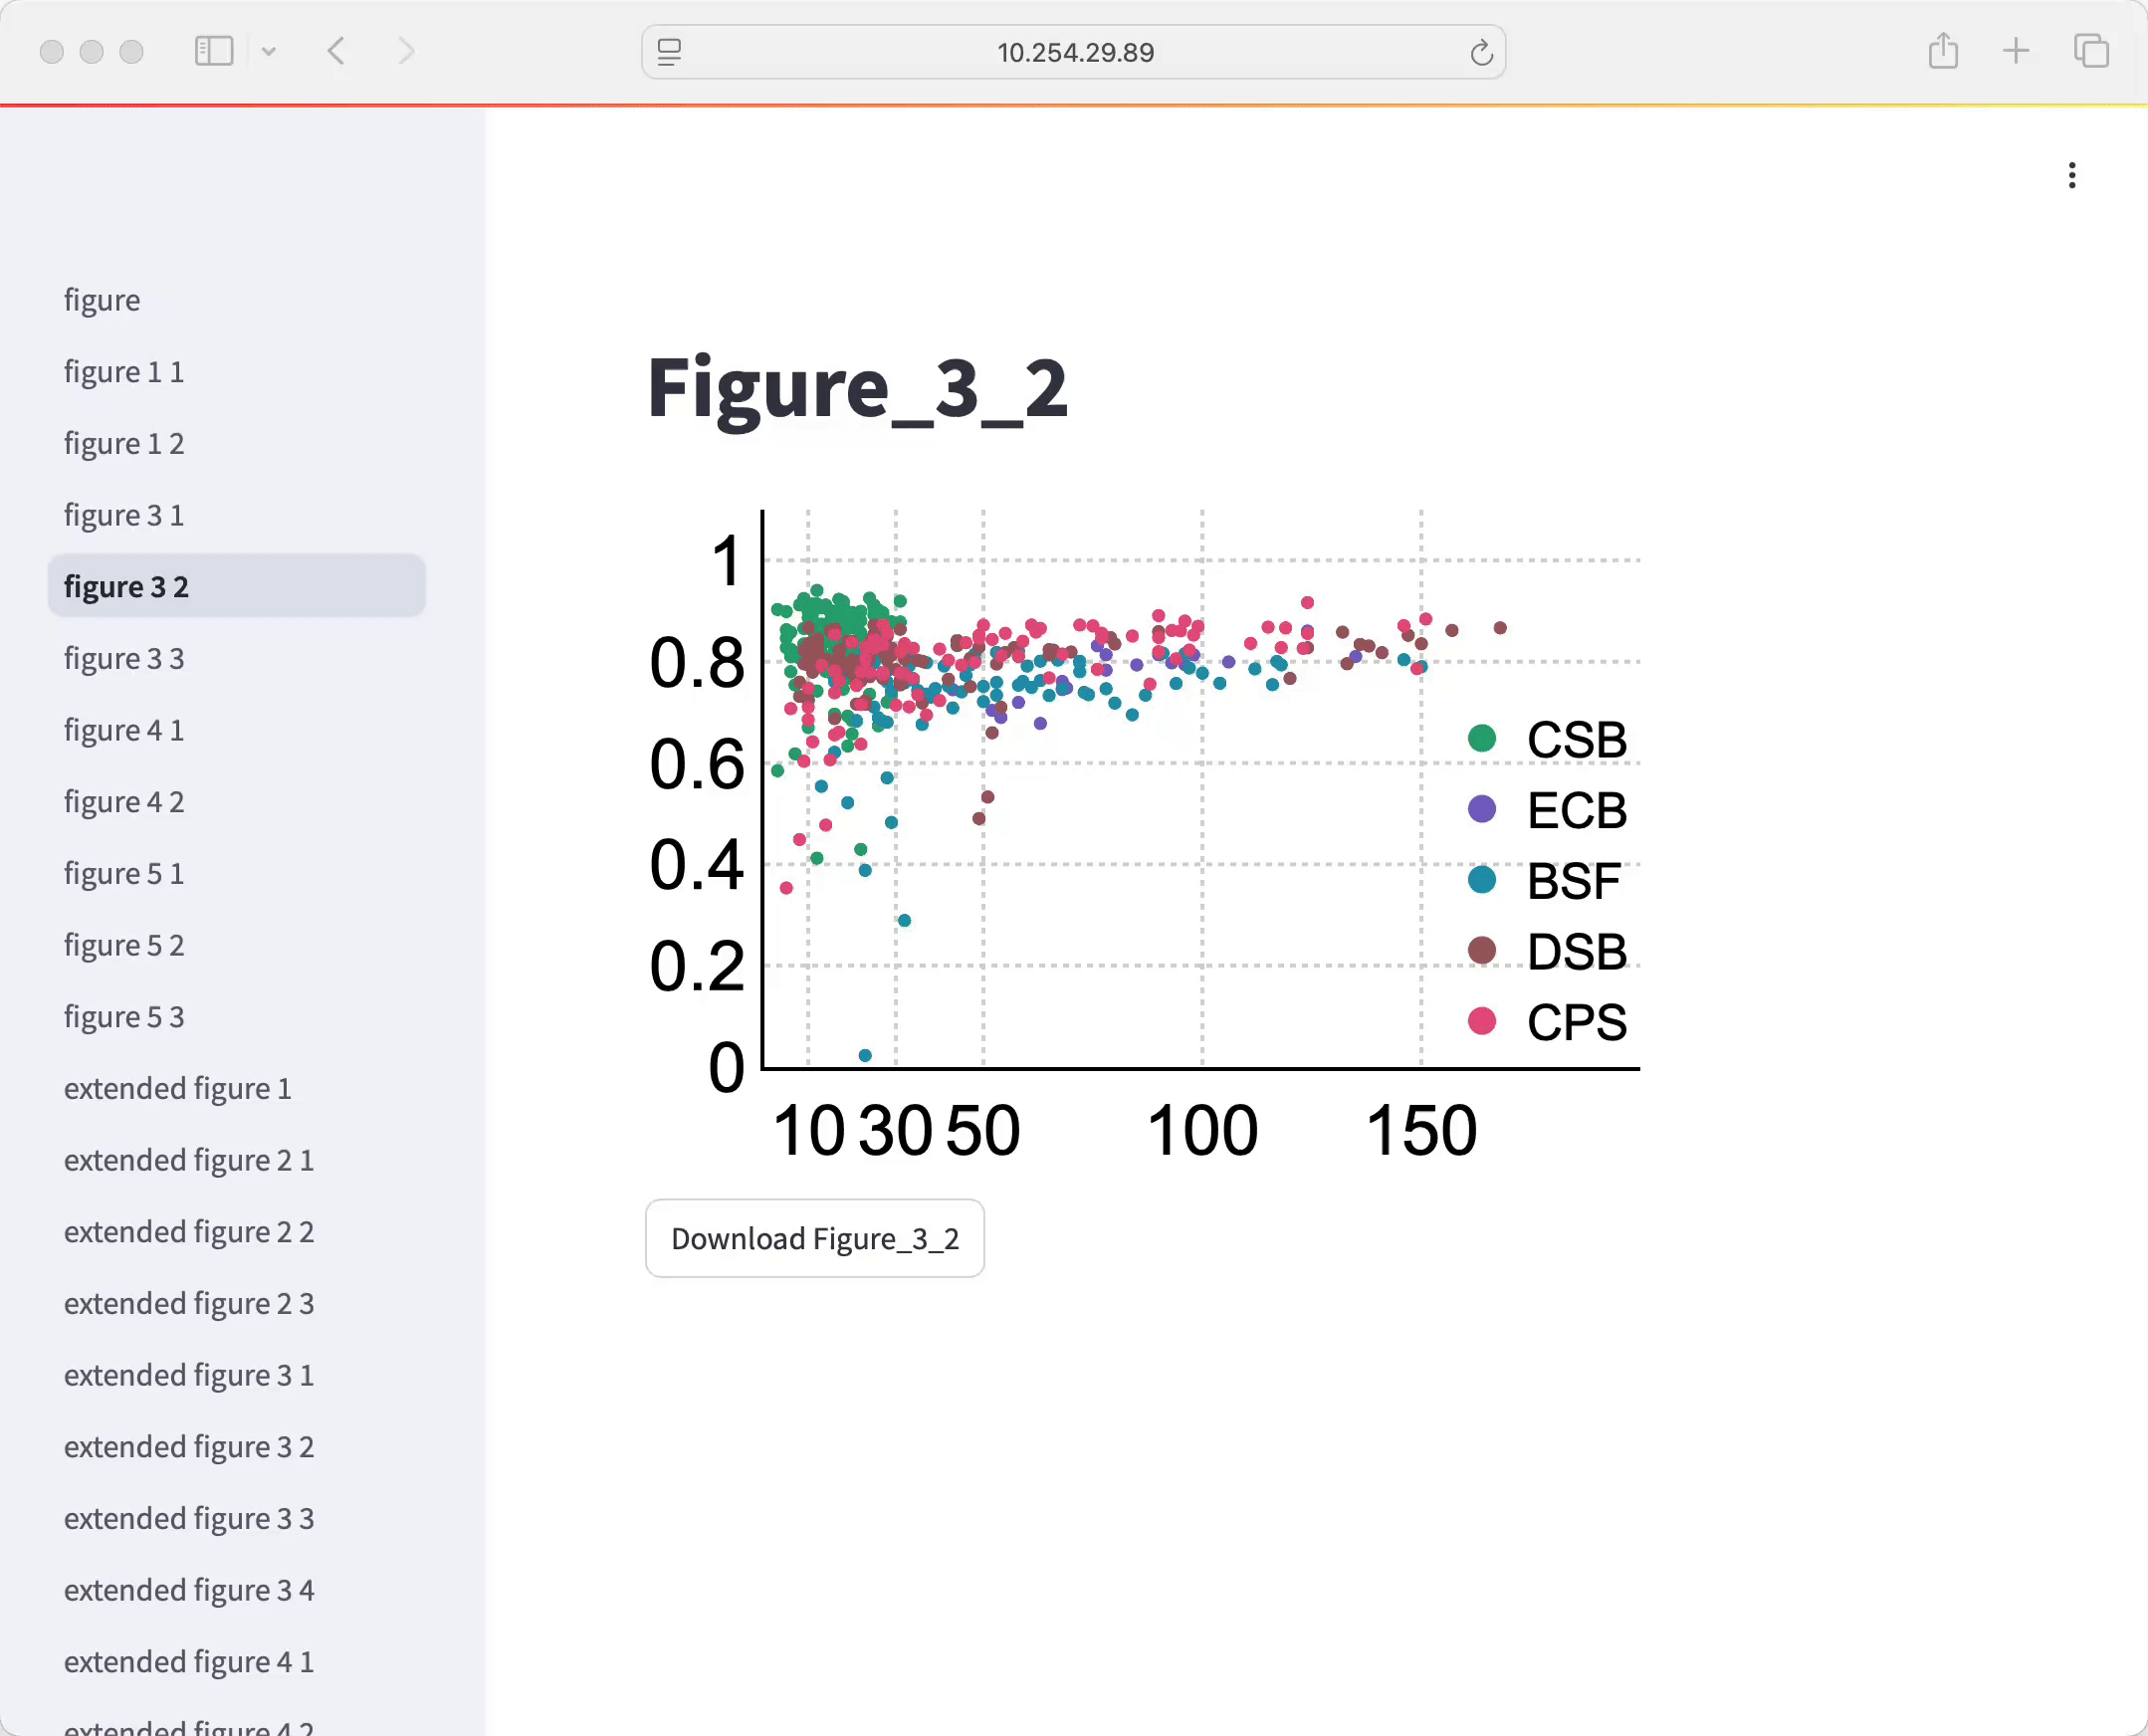 10.254.29.89
figure
figure 1 1
figure 1 2
figure 3 1
figure 3 2
figure 3 3
figure 4 1
figure 4 2
figure 5 1
figure 5 2
figure 5 3
extended figure 1
extended figure 2 1
extended figure 2 2
extended figure 2 3
extended figure 3 1
extended figure 3 2
extended figure 3 3
extended figure 3 4
extended figure 4 1
extended figure 4 2
Figure_3_2
1
0.8
0.6
0.4
0.2
0
10 30 50 100 150
CSB
ECB
BSF
DSB
CPS
Download Figure_3_2